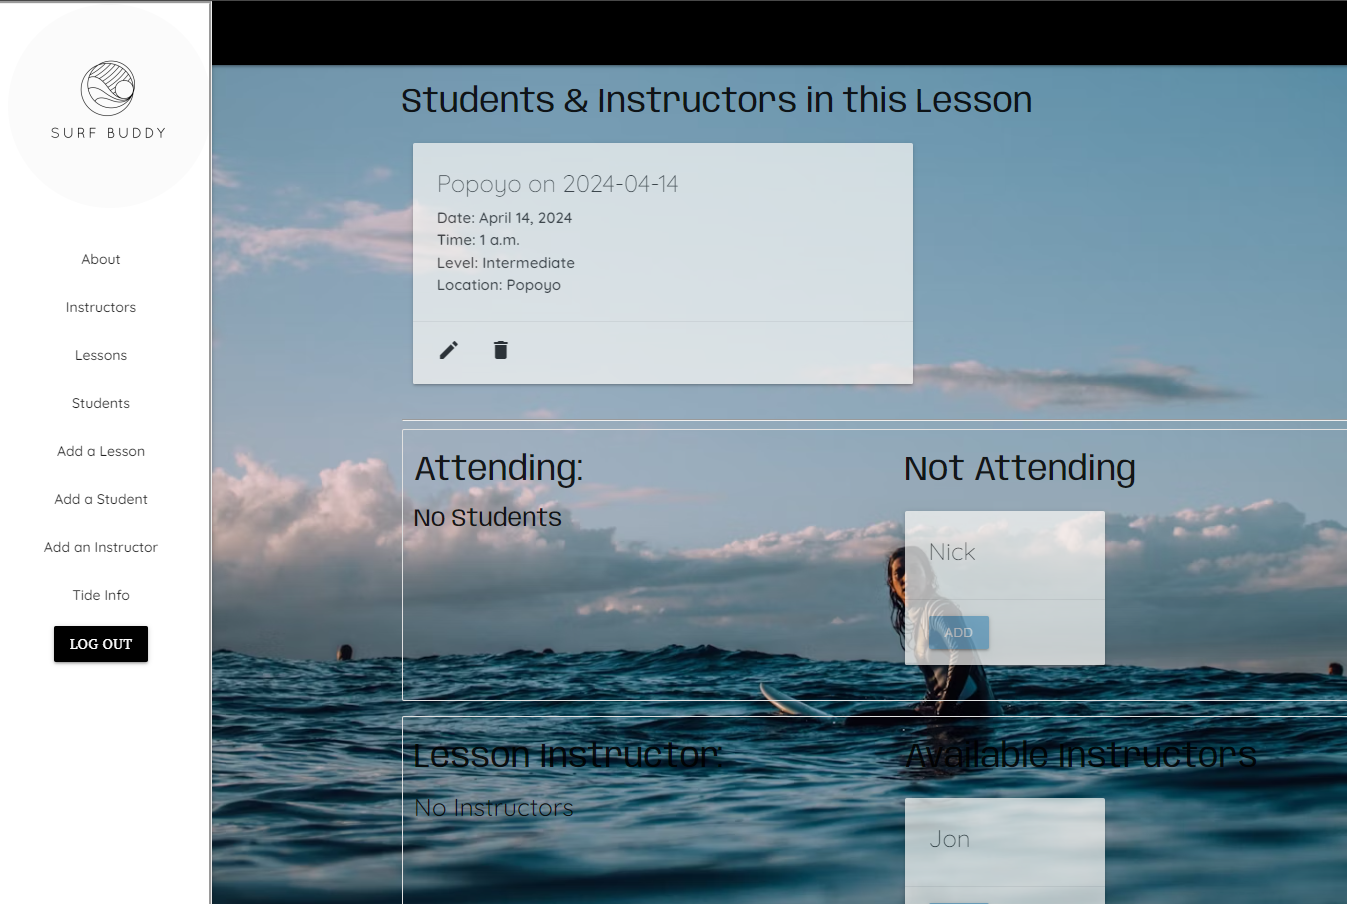 SURF BUDDY
About
Instructors
Lessons
Students
Add a Lesson
Add a Student
Add an Instructor
Tide Info
LOG OUT
Students & Instructors in this Lesson
Popoyo on 2024-04-14
Date: April 14, 2024
Time: 1 a.m.
Level: Intermediate
Location: Popoyo
Attending:
No Students
Not Attending
Nick
ADD
Lesson Instructor:
No Instructors
Available Instructors
Jon